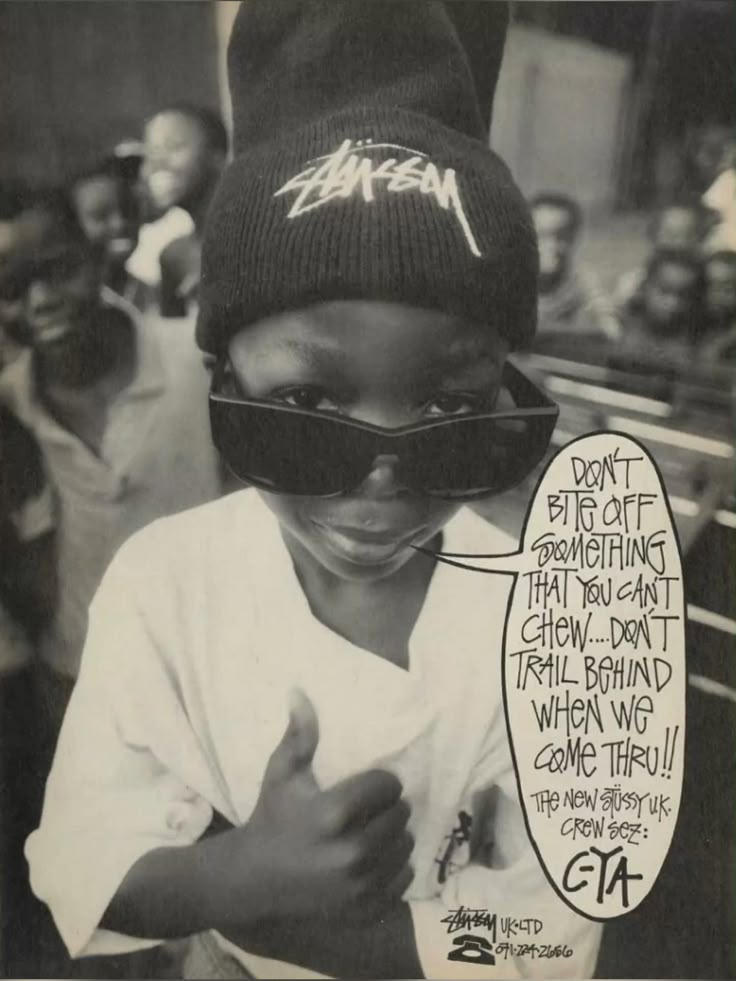 Stüssy
DON'T
BITE OFF
SOMETHING
THAT YOU CAN'T
CHEW....DON'T
TRAIL BEHIND
WHEN WE
COME THRU!!
THE NEW STÜSSY U.K.
CREW SEZ:
C-YA
Stüssy UK•LTD
071•724•2656